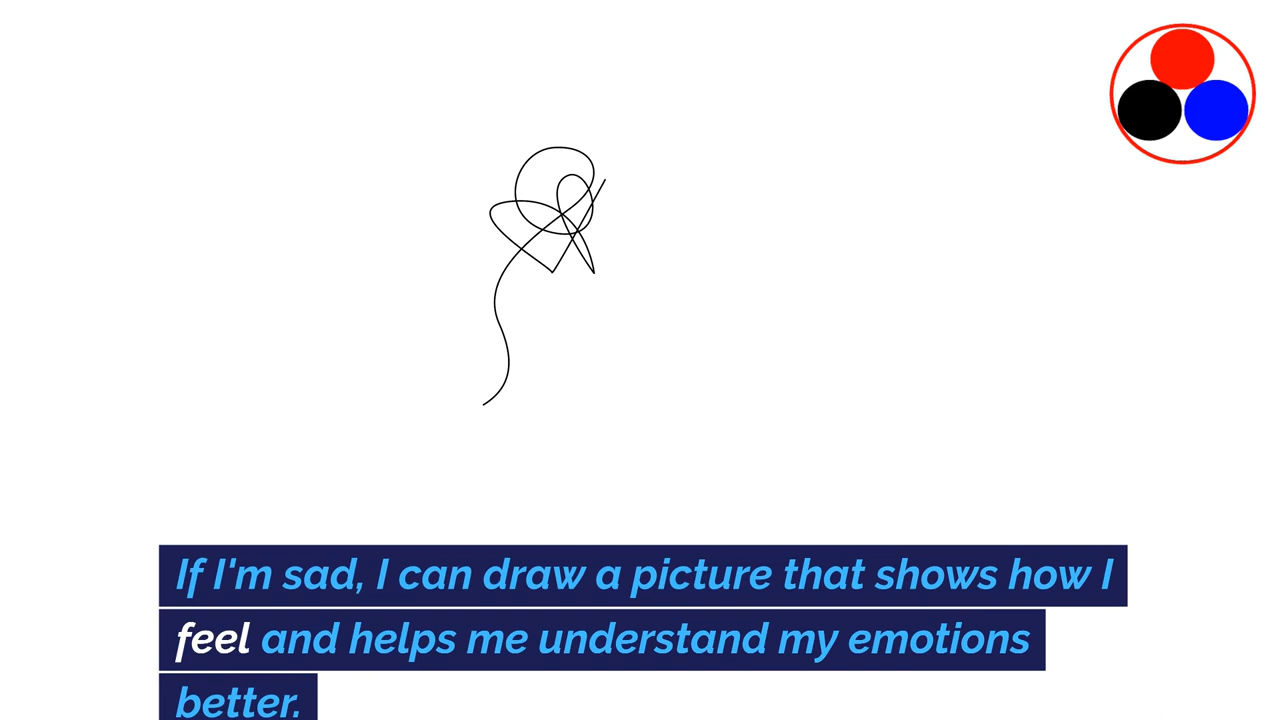 If I'm sad, I can draw a picture that shows how I
feel and helps me understand my emotions
better.